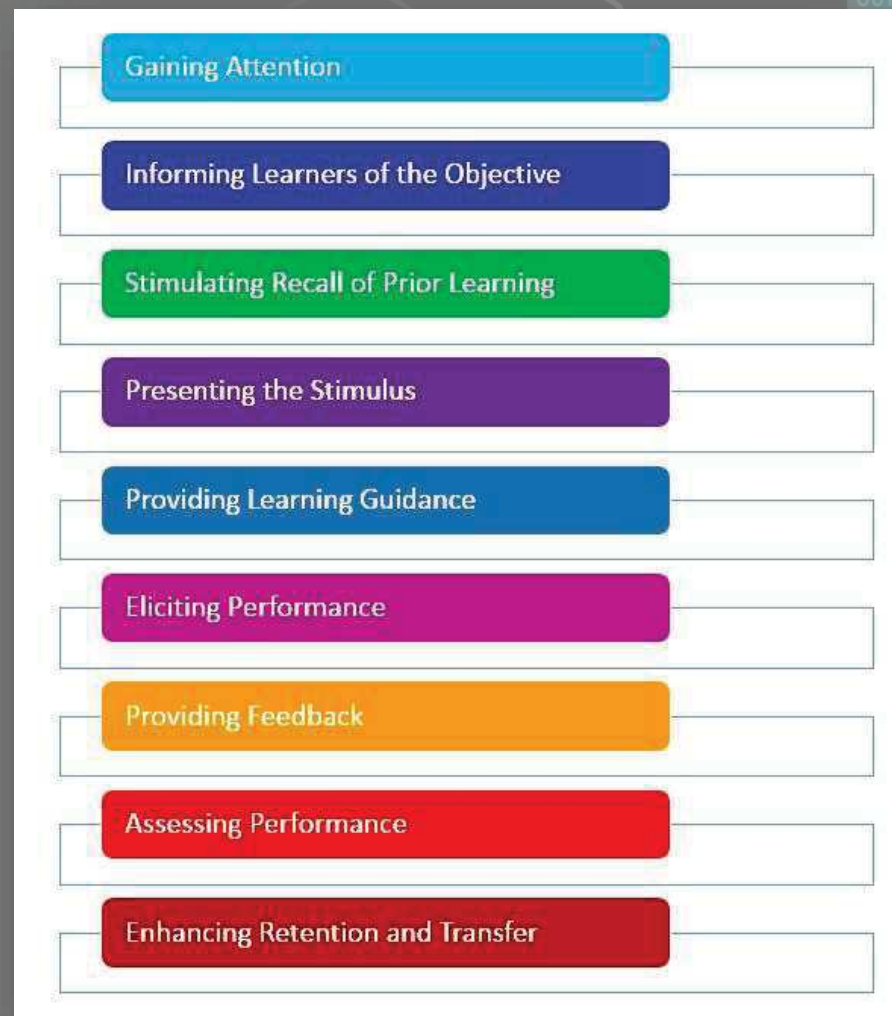 Gaining Attention
Informing Learners of the Objective
Stimulating Recall of Prior Learning
Presenting the Stimulus
Providing Learning Guidance
Eliciting Performance
Providing Feedback
Assessing Performance
Enhancing Retention and Transfer